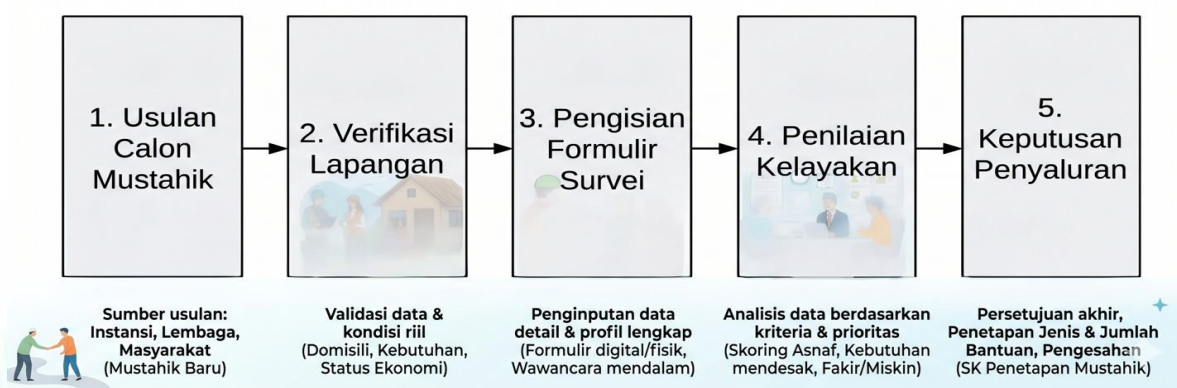 1. Usulan
Calon
Mustahik
2. Verifikasi
Lapangan
3. Pengisian
Formulir
Survei
4. Penilaian
Kelayakan
5.
Keputusan
Penyaluran
Sumber usulan:
Instansi, Lembaga,
Masyarakat
(Mustahik Baru)
Validasi data &
kondisi riil
(Domisili, Kebutuhan,
Status Ekonomi)
Penginputan data
detail & profil lengkap
(Formulir digital/fisik,
Wawancara mendalam)
Analisis data berdasarkan
kriteria & prioritas
(Skoring Asnaf, Kebutuhan
mendesak, Fakir/Miskin)
Persetujuan akhir,
Penetapan Jenis & Jumlah
Bantuan, Pengesahan
(SK Penetapan Mustahik)